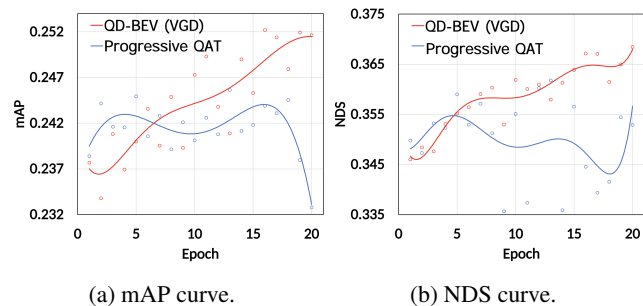 0.252
0.247
0.242
0.237
0.232
mAP
QD-BEV (VGD)
Progressive QAT
0 5 10 15 20
Epoch
(a) mAP curve.
0.375
0.365
0.355
0.345
0.335
NDS
QD-BEV (VGD)
Progressive QAT
0 5 10 15 20
Epoch
(b) NDS curve.